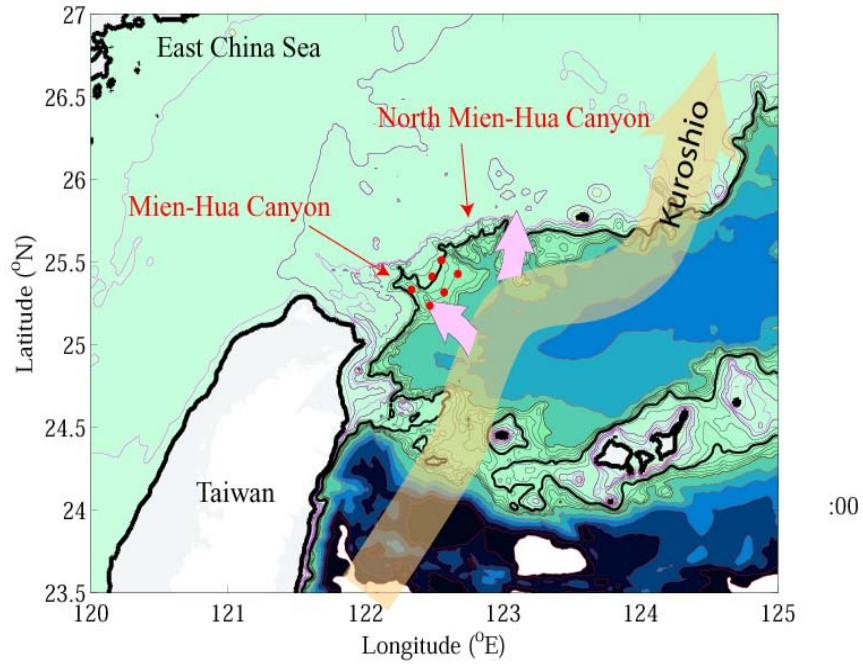 27
26.5
26
25.5
25
24.5
24
23.5
Latitude (°N)
East China Sea
North Mien-Hua Canyon
Mien-Hua Canyon
Kuroshio
Taiwan
:00
120
121
122
123
124
125
Longitude (°E)